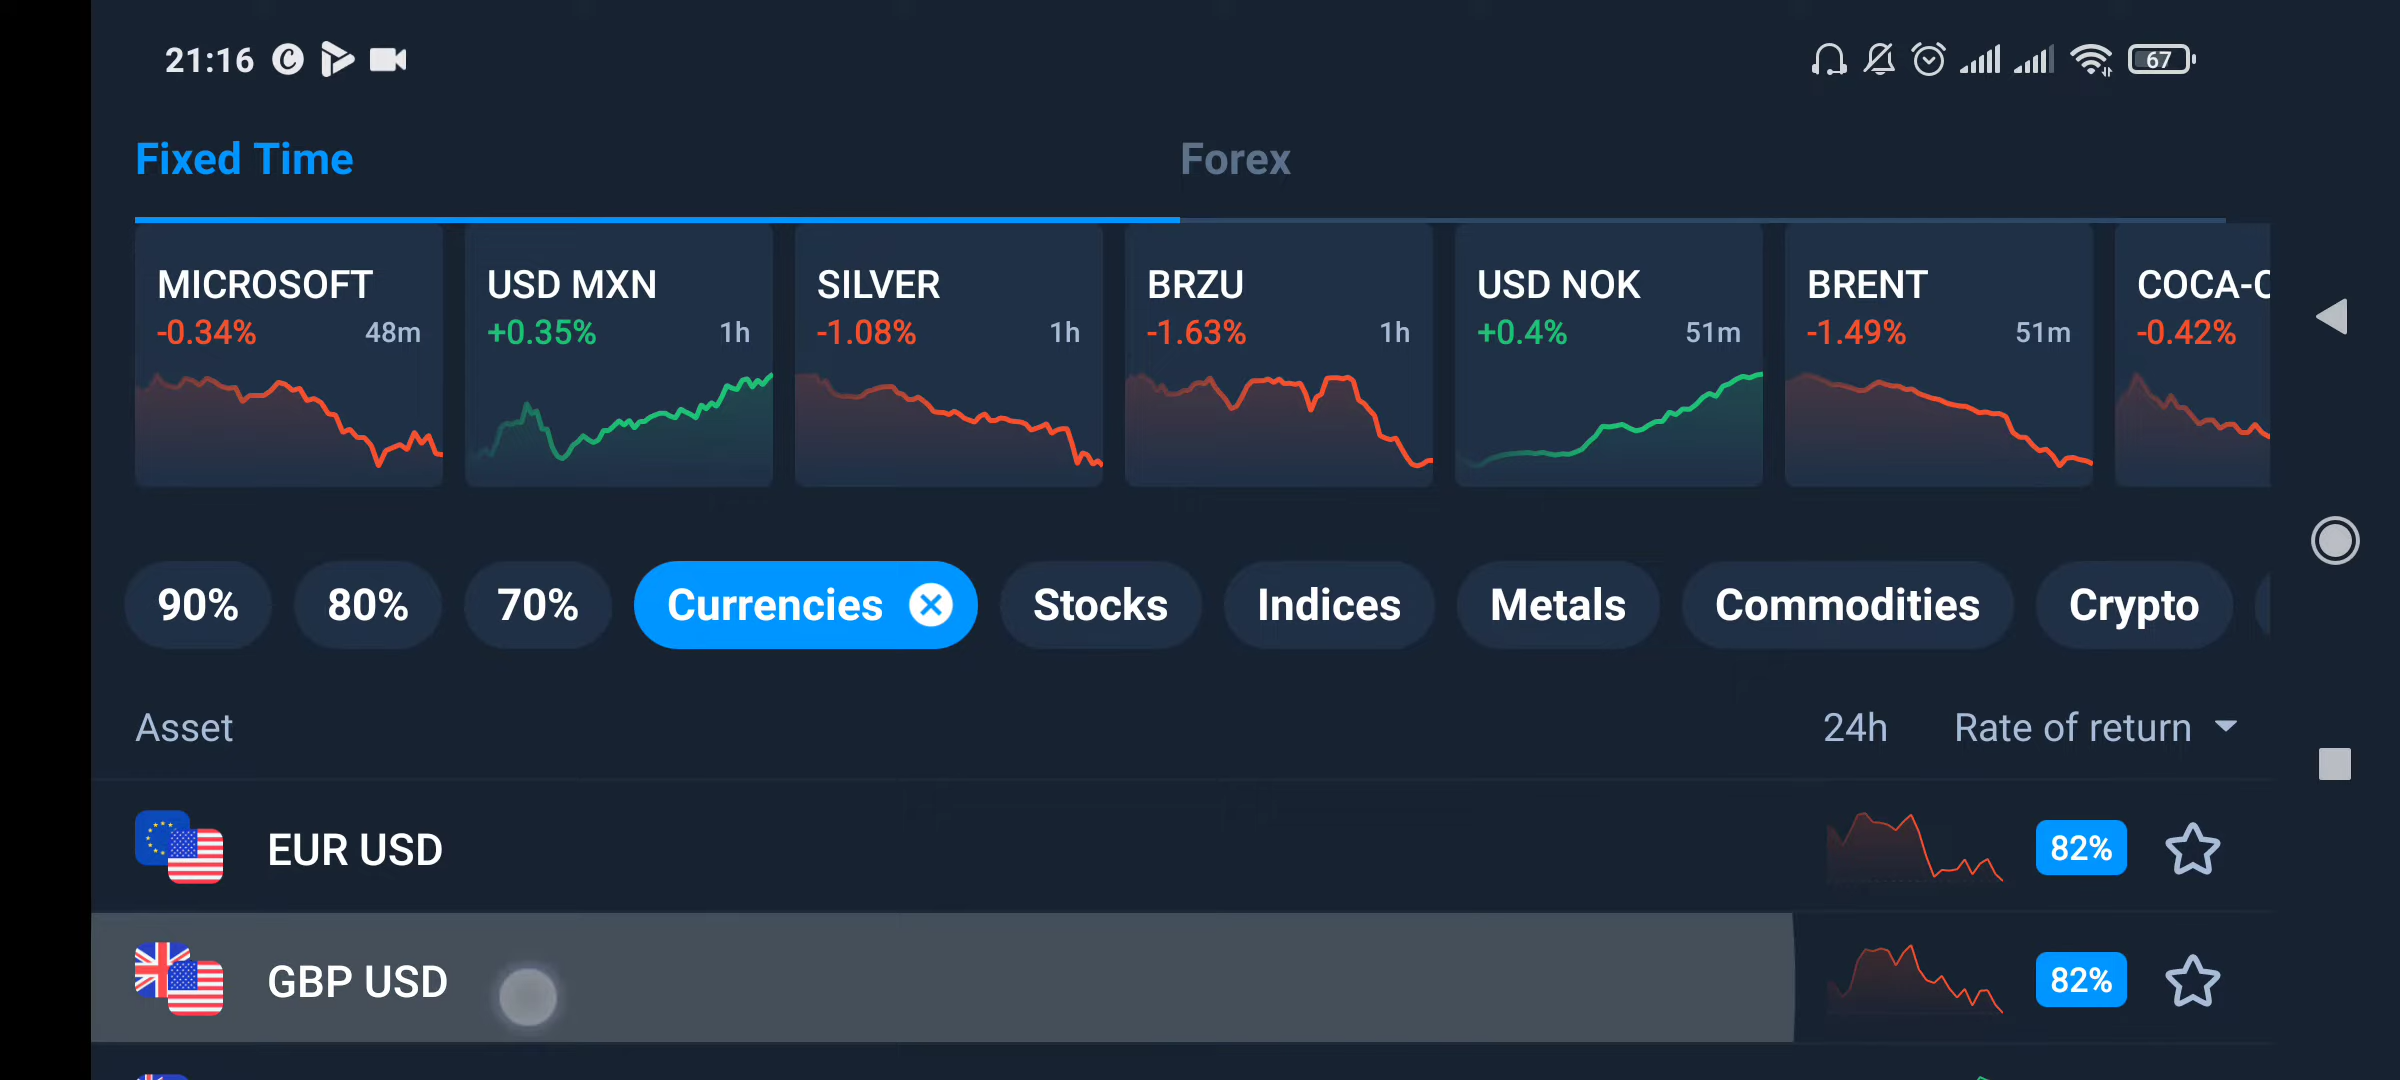 21:16
67
Fixed Time
Forex
MICROSOFT
-0.34% 48m
USD MXN
+0.35% 1h
SILVER
-1.08% 1h
BRZU
-1.63% 1h
USD NOK
+0.4% 51m
BRENT
-1.49% 51m
COCA-C
-0.42%
90% 80% 70% Currencies Stocks Indices Metals Commodities Crypto
Asset 24h Rate of return
EUR USD 82%
GBP USD 82%